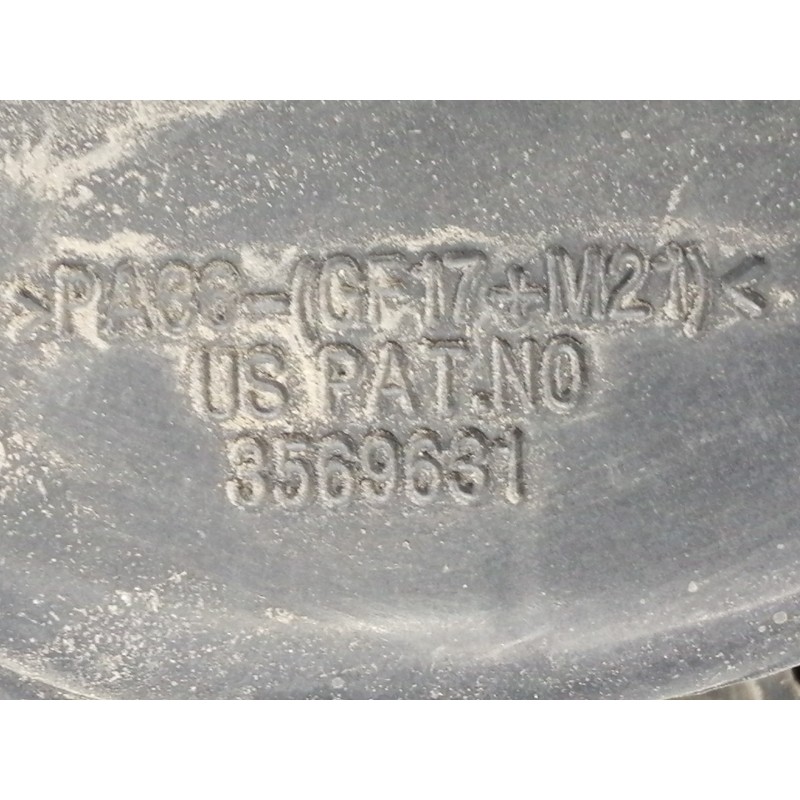 >PA66-(GF17+M21)<
US PAT.NO
3569631